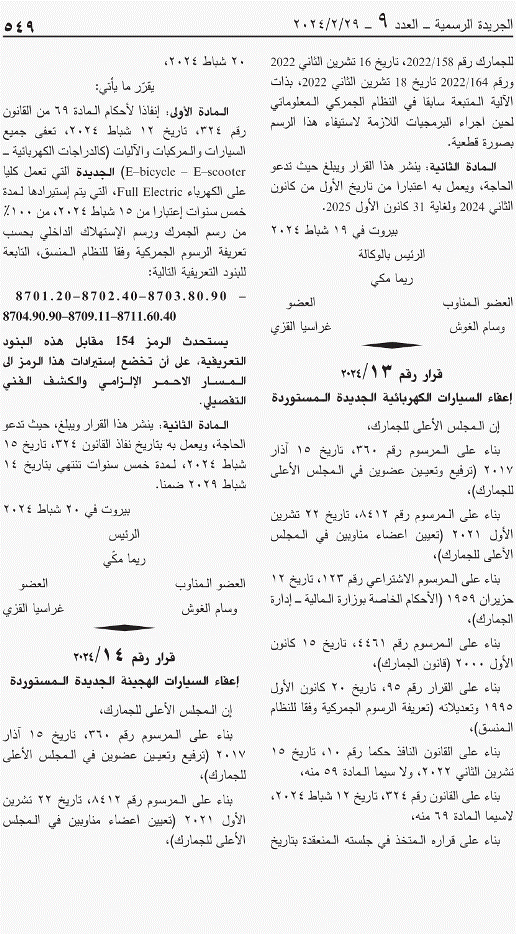 الجريدة الرسمية ــ العدد ٩ ــ ٢٠٢٤/٢/٢٩
٥٤٩
للجمارك رقم 2022/158، تاريخ 16 تشرين الثاني 2022
ورقم 2022/164 تاريخ 18 تشرين الثاني 2022، بذات
الآلية المتبعة سابقا في النظام الجمركي المعلوماتي
لحين اجراء البرمجيات اللازمة لاستيفاء هذا الرسم
بصورة قطعية.
المادة الثانية: ينشر هذا القرار ويبلغ حيث تدعو
الحاجة، ويعمل به اعتبارا من تاريخ الأول من كانون
الثاني 2024 ولغاية 31 كانون الأول 2025.
بيروت في ١٩ شباط ٢٠٢٤
الرئيس بالوكالة
ريما مكي
العضو المناوب العضو
وسام الغوش غراسيا القزي
قرار رقم ٢٠٢٤/١٣
إعفاء السيارات الكهربائية الجديدة المستوردة
إن المجلس الأعلى للجمارك،
بناء على المرسوم رقم ٣٦٠، تاريخ ١٥ آذار
٢٠١٧ (ترفيع وتعيين عضوين في المجلس الأعلى
للجمارك)،
بناء على المرسوم رقم ٨٤١٢، تاريخ ٢٢ تشرين
الأول ٢٠٢١ (تعيين اعضاء مناوبين في المجلس
الأعلى للجمارك)،
بناء على المرسوم الاشتراعي رقم ١٢٣، تاريخ ١٢
حزيران ١٩٥٩ (الأحكام الخاصة بوزارة المالية ــ إدارة
الجمارك)،
بناء على المرسوم رقم ٤٤٦١، تاريخ ١٥ كانون
الأول ٢٠٠٠ (قانون الجمارك)،
بناء على القرار رقم ٩٥، تاريخ ٢٠ كانون الأول
١٩٩٥ وتعديلاته (تعريفة الرسوم الجمركية وفقا للنظام
المنسق)،
بناء على القانون النافذ حكما رقم ١٠، تاريخ ١٥
تشرين الثاني ٢٠٢٢، ولا سيما المادة ٥٩ منه،
بناء على القانون رقم ٣٢٤، تاريخ ١٢ شباط ٢٠٢٤،
لاسيما المادة ٦٩ منه،
بناء على قراره المتخذ في جلسته المنعقدة بتاريخ
٢٠ شباط ٢٠٢٤،
يقرّر ما يأتي:
المادة الأولى: إنفاذا لأحكام المادة ٦٩ من القانون
رقم ٣٢٤، تاريخ ١٢ شباط ٢٠٢٤، تعفى جميع
السيارات والمركبات والآليات (كالدراجات الكهربائية ــ
E-bicycle – E-scooter) الجديدة التي تعمل كليا
على الكهرباء Full Electric، التي يتم إستيرادها لمدة
خمس سنوات إعتبارا من ١٥ شباط ٢٠٢٤، من ١٠٠٪
من رسم الجمرك ورسم الإستهلاك الداخلي بحسب
تعريفة الرسوم الجمركية وفقا للنظام المنسق، التابعة
للبنود التعريفية التالية:
8701.20–8702.40–8703.80.90 –
8704.90.90–8709.11–8711.60.40
يستحدث الرمز 154 مقابل هذه البنود
التعريفية، على أن تخضع إستيرادات هذا الرمز الى
المسار الاحمر الإلزامي والكشف الفني
التفصيلي.
المادة الثانية: ينشر هذا القرار ويبلغ، حيث تدعو
الحاجة، ويعمل به بتاريخ نفاذ القانون ٣٢٤، تاريخ ١٥
شباط ٢٠٢٤، لمدة خمس سنوات تنتهي بتاريخ ١٤
شباط ٢٠٢٩ ضمنا.
بيروت في ٢٠ شباط ٢٠٢٤
الرئيس
ريما مكّي
العضو المناوب العضو
وسام الغوش غراسيا القزي
قرار رقم ٢٠٢٤/١٤
إعفاء السيارات الهجينة الجديدة المستوردة
إن المجلس الأعلى للجمارك،
بناء على المرسوم رقم ٣٦٠، تاريخ ١٥ آذار
٢٠١٧ (ترفيع وتعيين عضوين في المجلس الأعلى
للجمارك)،
بناء على المرسوم رقم ٨٤١٢، تاريخ ٢٢ تشرين
الأول ٢٠٢١ (تعيين اعضاء مناوبين في المجلس
الأعلى للجمارك)،